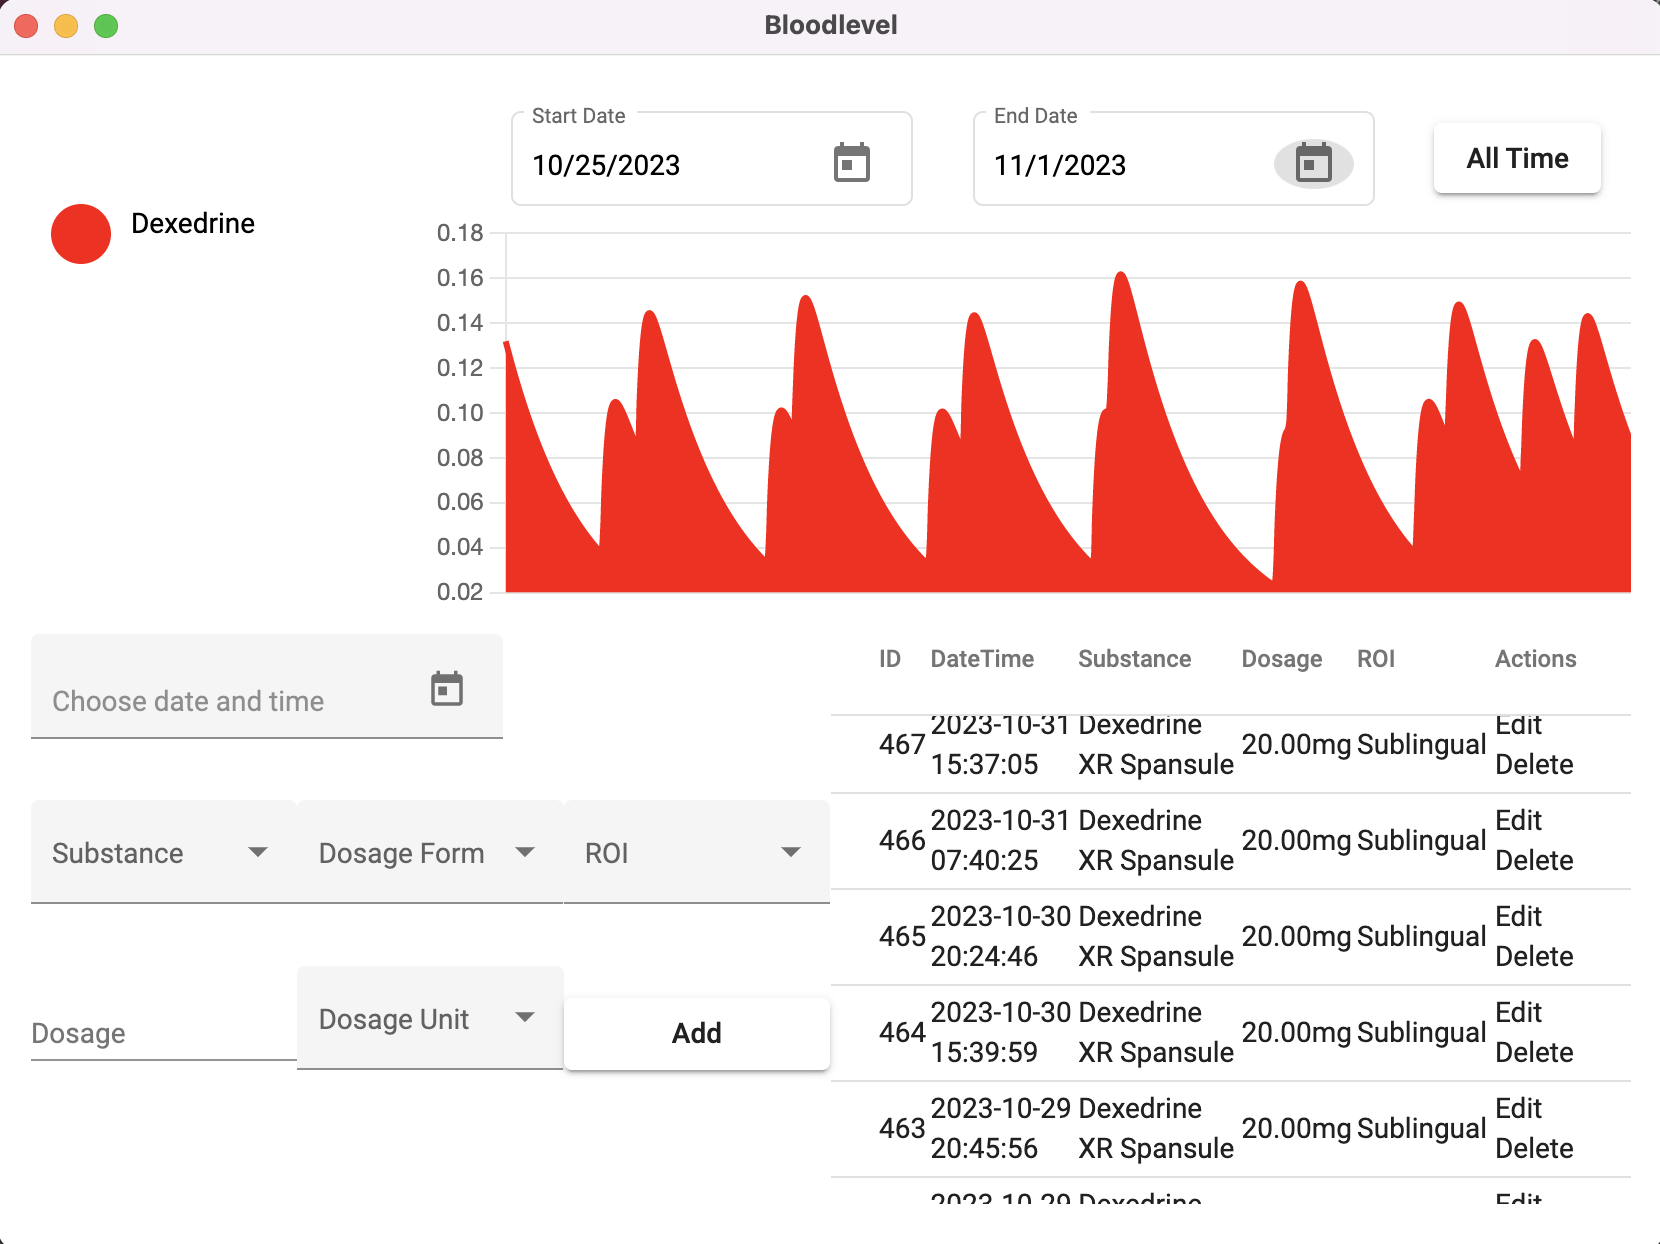 Bloodlevel
Start Date
10/25/2023
End Date
11/1/2023
All Time
Dexedrine
0.18
0.16
0.14
0.12
0.10
0.08
0.06
0.04
0.02
Choose date and time
Substance
Dosage Form
ROI
Dosage
Dosage Unit
Add
ID DateTime Substance Dosage ROI Actions
2023-10-31 Dexedrine Edit
467 20.00mg Sublingual
15:37:05 XR Spansule Delete
2023-10-31 Dexedrine Edit
466 20.00mg Sublingual
07:40:25 XR Spansule Delete
2023-10-30 Dexedrine Edit
465 20.00mg Sublingual
20:24:46 XR Spansule Delete
2023-10-30 Dexedrine Edit
464 20.00mg Sublingual
15:39:59 XR Spansule Delete
2023-10-29 Dexedrine Edit
463 20.00mg Sublingual
20:45:56 XR Spansule Delete
2023-10-29 Dexedrine Edit